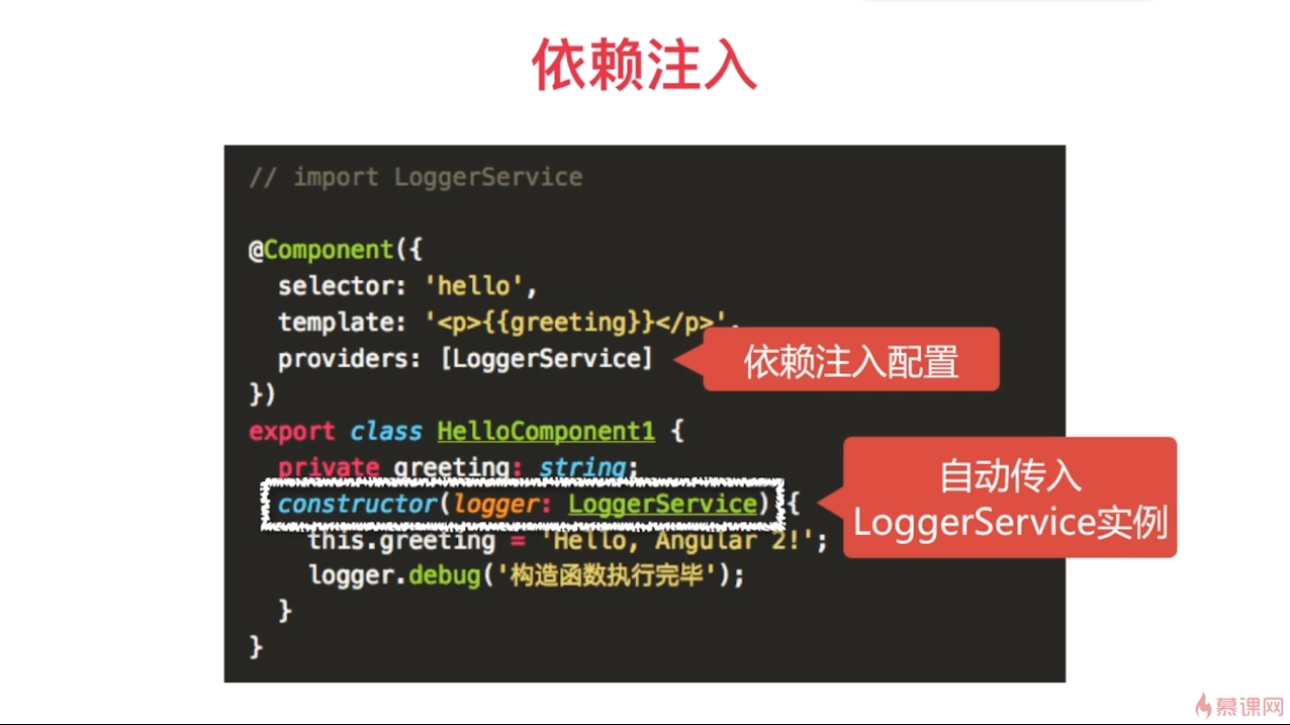 依赖注入
// import LoggerService
@Component({
selector: 'hello',
template: '<p>{{greeting}}</p>',
providers: [LoggerService]
依赖注入配置
})
export class HelloComponent1 {
private greeting: string;
constructor(logger: LoggerService) {
自动传入
LoggerService实例
this.greeting = 'Hello, Angular 2!';
logger.debug('构造函数执行完毕');
}
}
慕课网